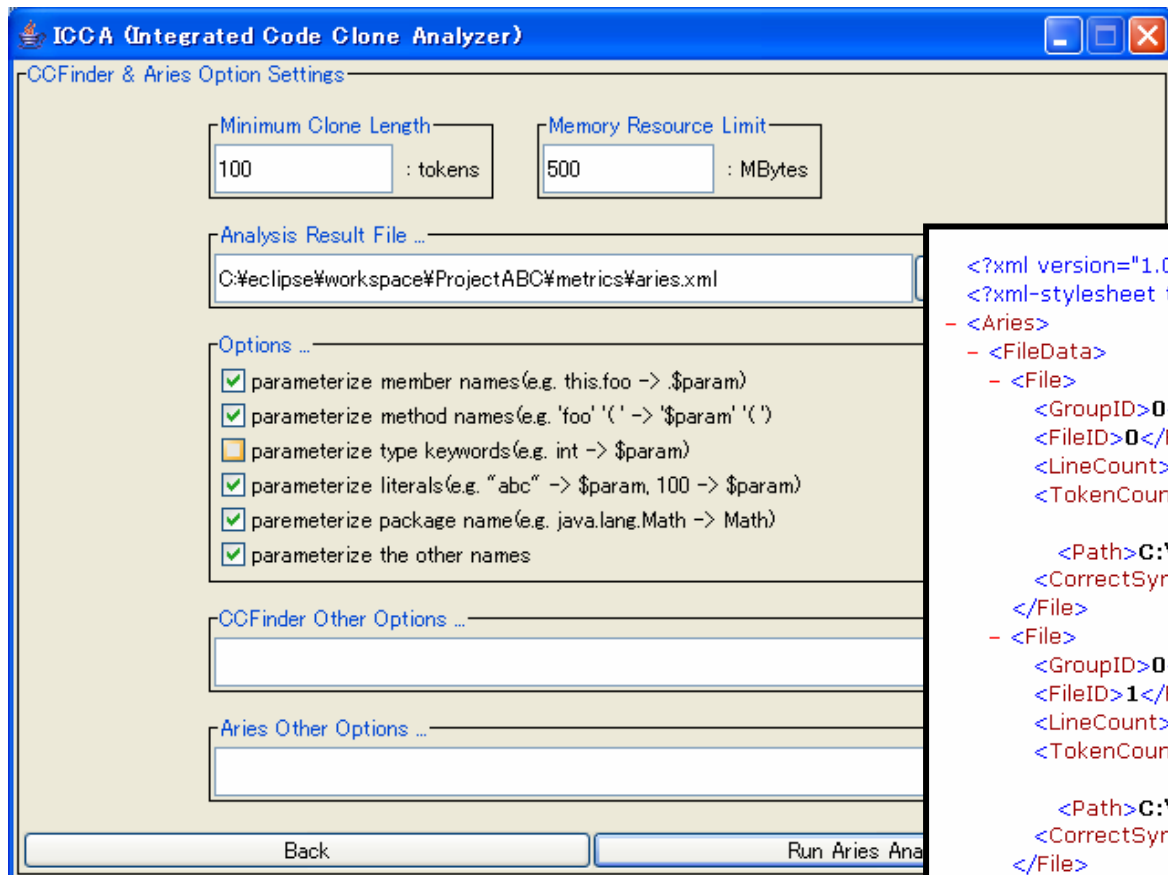 ICCA (Integrated Code Clone Analyzer)
CCFinder & Aries Option Settings
Minimum Clone Length
100 : tokens
Memory Resource Limit
500 : MBytes
Analysis Result File ...
C:¥eclipse¥workspace¥ProjectABC¥metrics¥aries.xml
Options ...
parameterize member names(e.g. this.foo -> .$param)
parameterize method names(e.g. 'foo' '(' -> '$param' '(')
parameterize type keywords(e.g. int -> $param)
parameterize literals(e.g. "abc" -> $param, 100 -> $param)
paremeterize package name(e.g. java.lang.Math -> Math)
parameterize the other names
CCFinder Other Options ...
Aries Other Options ...
Back
Run Aries Ana
<?xml version="1.0
<?xml-stylesheet
- <Aries>
- <FileData>
- <File>
<GroupID>0
<FileID>0</
<LineCount>
<TokenCoun
<Path>C:
<CorrectSyn
</File>
- <File>
<GroupID>0
<FileID>1</
<LineCount>
<TokenCoun
<Path>C:
<CorrectSyn
</File>